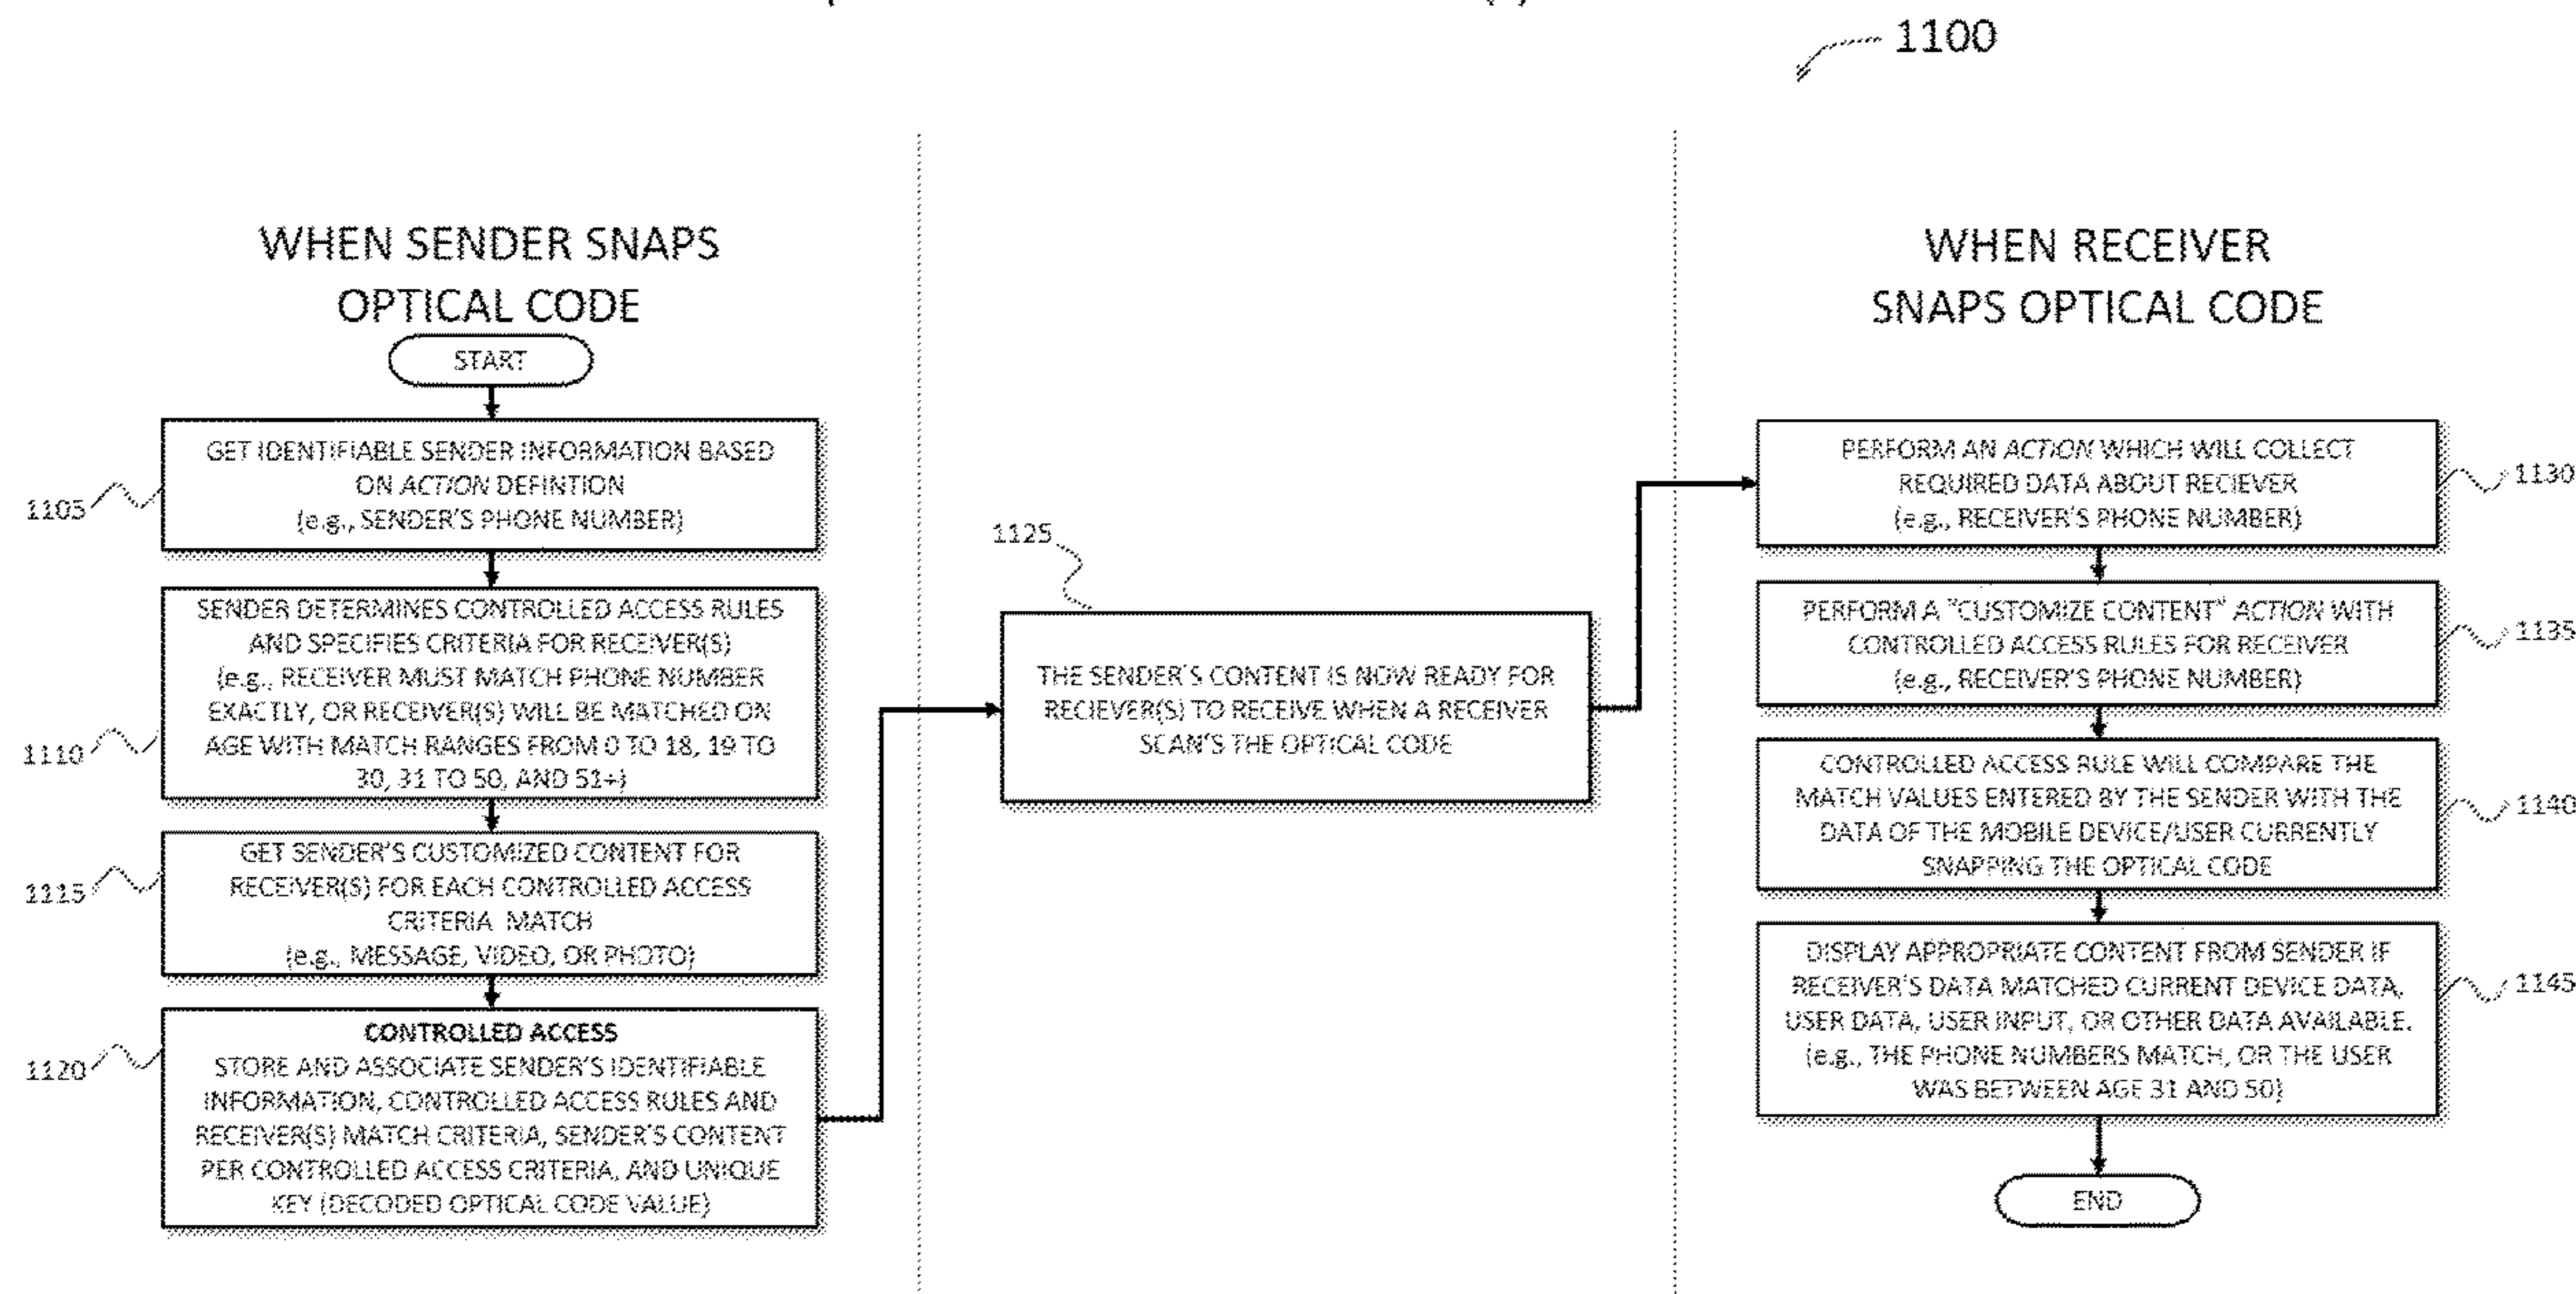 1100
WHEN SENDER SNAPS
OPTICAL CODE
START
1105
GET IDENTIFIABLE SENDER INFORMATION BASED
ON ACTION DEFINTION
(e.g., SENDER'S PHONE NUMBER)
1110
SENDER DETERMINES CONTROLLED ACCESS RULES
AND SPECIFIES CRITERIA FOR RECEIVER(S)
(e.g., RECEIVER MUST MATCH PHONE NUMBER
EXACTLY, OR RECEIVER(S) WILL BE MATCHED ON
AGE WITH MATCH RANGES FROM 0 TO 18, 19 TO
30, 31 TO 50, AND 51+)
1115
GET SENDER'S CUSTOMIZED CONTENT FOR
RECEIVER(S) FOR EACH CONTROLLED ACCESS
CRITERIA MATCH
(e.g., MESSAGE, VIDEO, OR PHOTO)
1120
CONTROLLED ACCESS
STORE AND ASSOCIATE SENDER'S IDENTIFIABLE
INFORMATION, CONTROLLED ACCESS RULES AND
RECEIVER(S) MATCH CRITERIA, SENDER'S CONTENT
PER CONTROLLED ACCESS CRITERIA, AND UNIQUE
KEY (DECODED OPTICAL CODE VALUE)
1125
THE SENDER'S CONTENT IS NOW READY FOR
RECIEVER(S) TO RECEIVE WHEN A RECEIVER
SCAN'S THE OPTICAL CODE
WHEN RECEIVER
SNAPS OPTICAL CODE
PERFORM AN ACTION WHICH WILL COLLECT
REQUIRED DATA ABOUT RECIEVER
(e.g., RECEIVER'S PHONE NUMBER)
1130
PERFORM A "CUSTOMIZE CONTENT" ACTION WITH
CONTROLLED ACCESS RULES FOR RECEIVER
(e.g., RECEIVER'S PHONE NUMBER)
1135
CONTROLLED ACCESS RULE WILL COMPARE THE
MATCH VALUES ENTERED BY THE SENDER WITH THE
DATA OF THE MOBILE DEVICE/USER CURRENTLY
SNAPPING THE OPTICAL CODE
1140
DISPLAY APPROPRIATE CONTENT FROM SENDER IF
RECEIVER'S DATA MATCHED CURRENT DEVICE DATA,
USER DATA, USER INPUT, OR OTHER DATA AVAILABLE.
(e.g., THE PHONE NUMBERS MATCH, OR THE USER
WAS BETWEEN AGE 31 AND 50)
1145
END